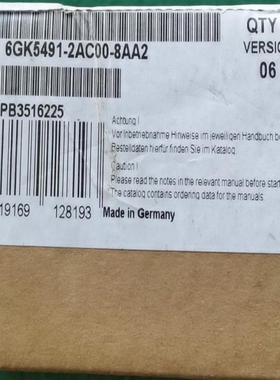 6GK5491-2AC00-8AA2
QTY
VERSION
06
PB3516225
Achtung !
Vor Inbetriebnahme Hinweise im jeweiligen Handbuch be
Bestelldaten hierfür finden Sie im Katalog.
Caution !
Please read the notes in the relevant manual before start
The catalog contains ordering data for the manuals.
19169 128193 Made in Germany